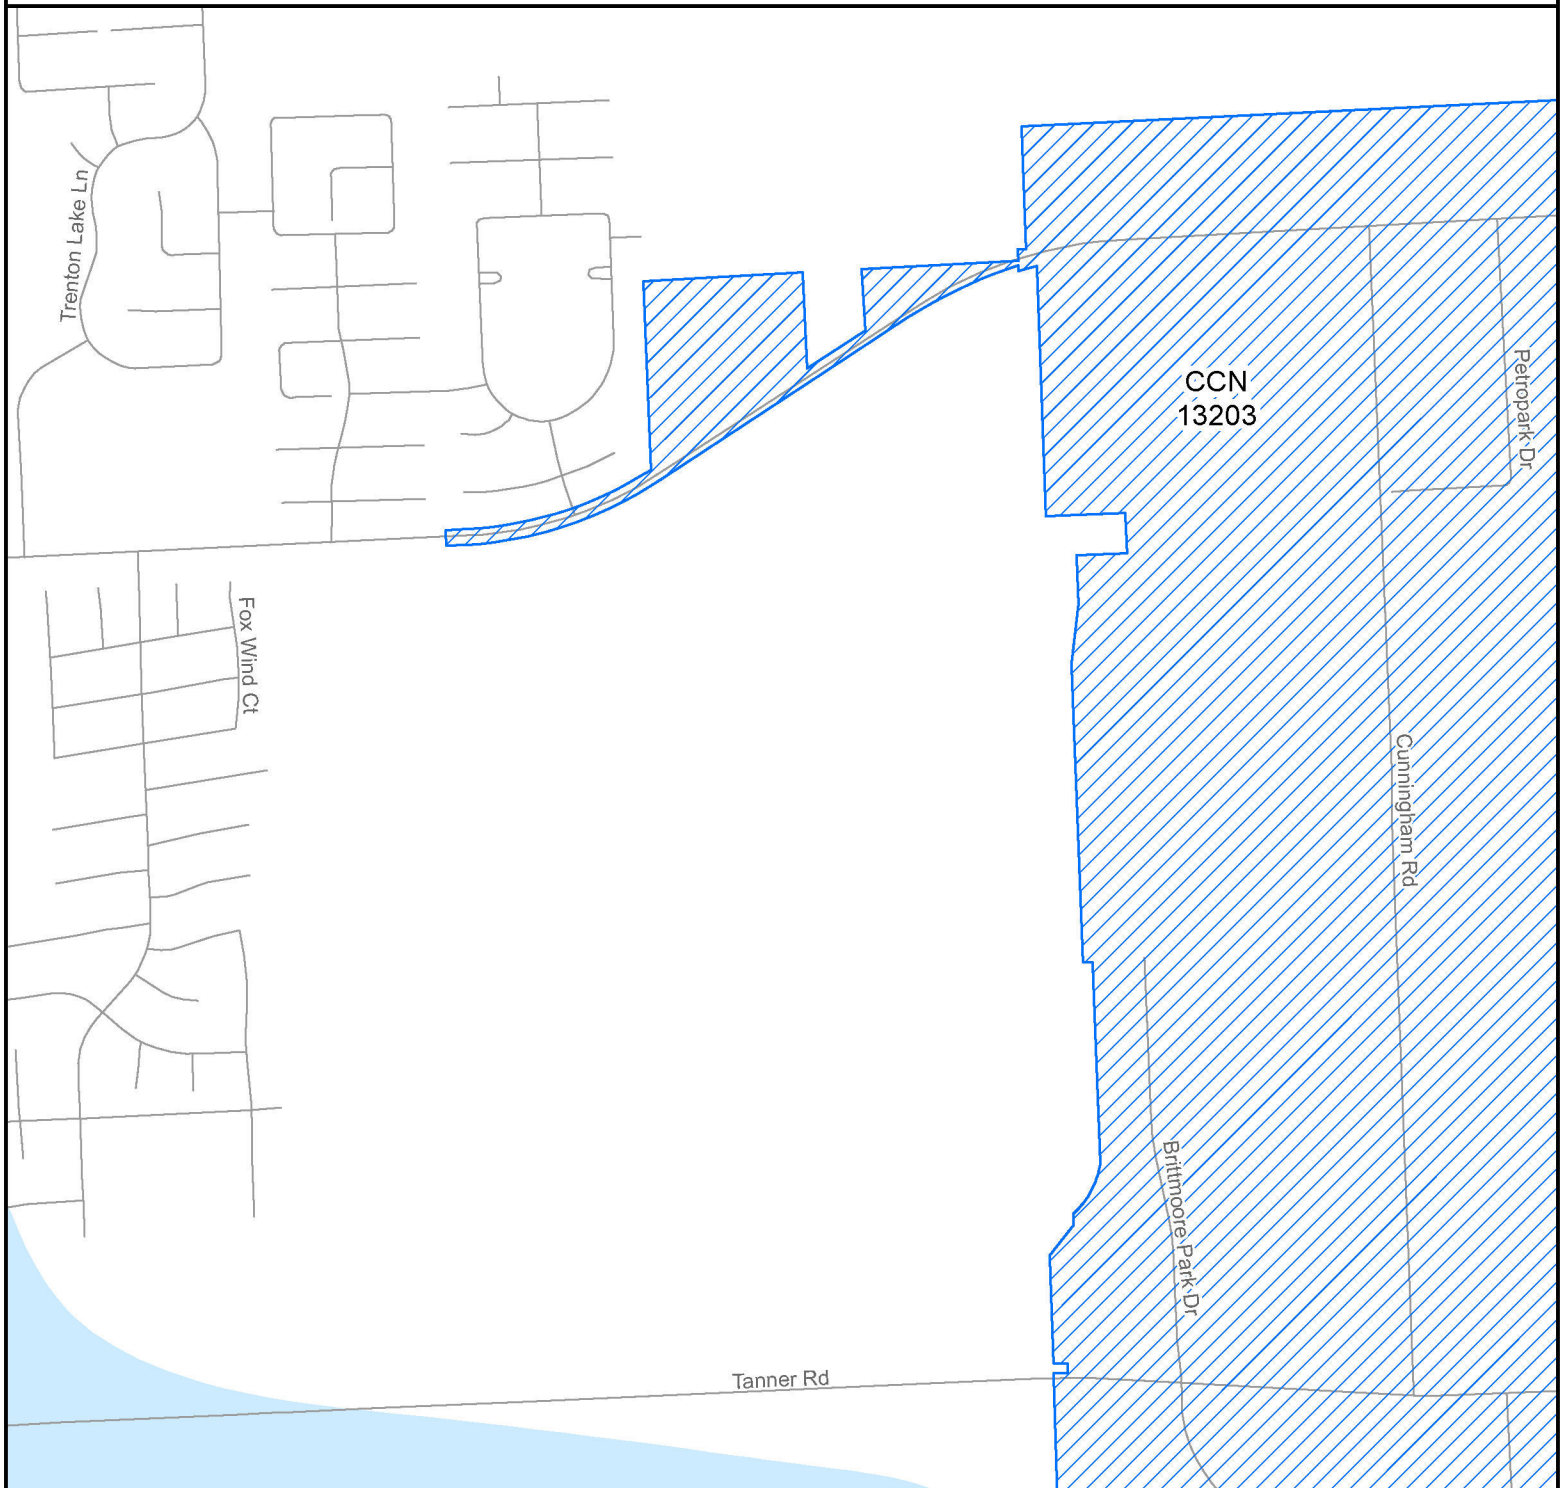 Trenton Lake Ln
CCN
13203
Petropark Dr
Fox Wind Ct
Cunningham Rd
Brittmoore Park Dr
Tanner Rd